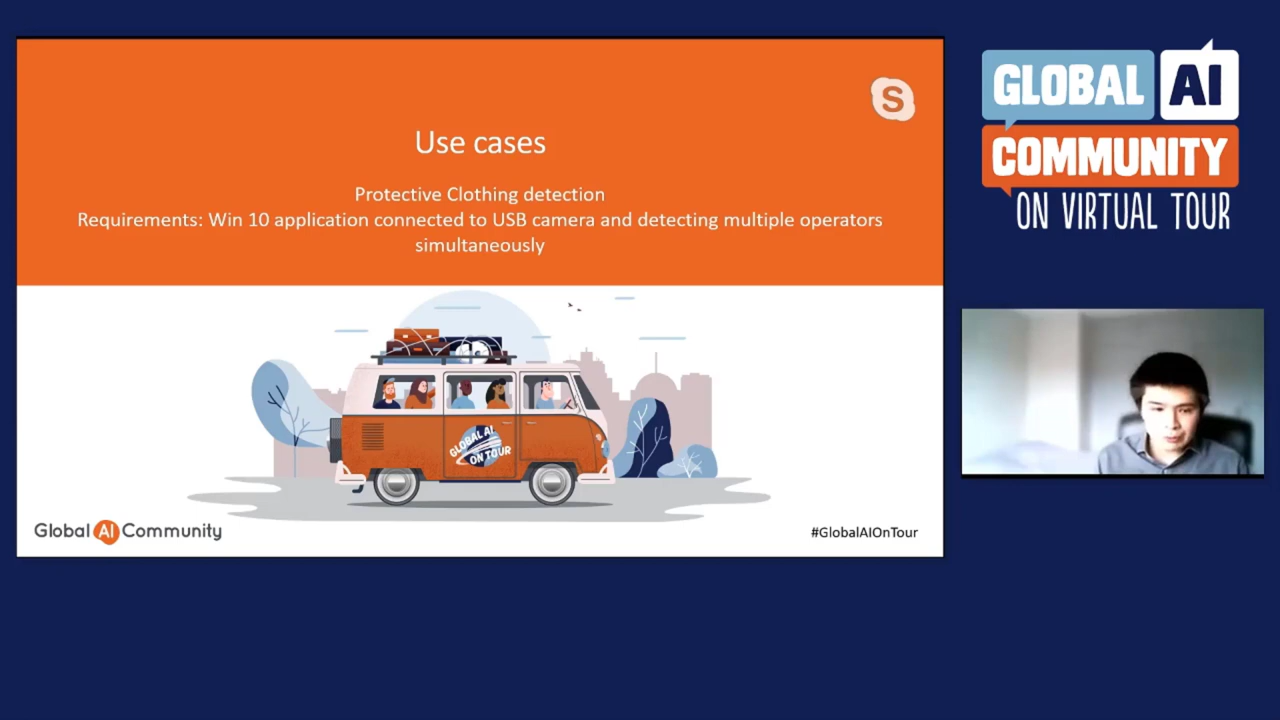 Use cases
Protective Clothing detection
Requirements: Win 10 application connected to USB camera and detecting multiple operators
simultaneously
S
GLOBAL AI
ON TOUR
Global AI Community
#GlobalAIOnTour
GLOBAL AI
COMMUNITY
ON VIRTUAL TOUR